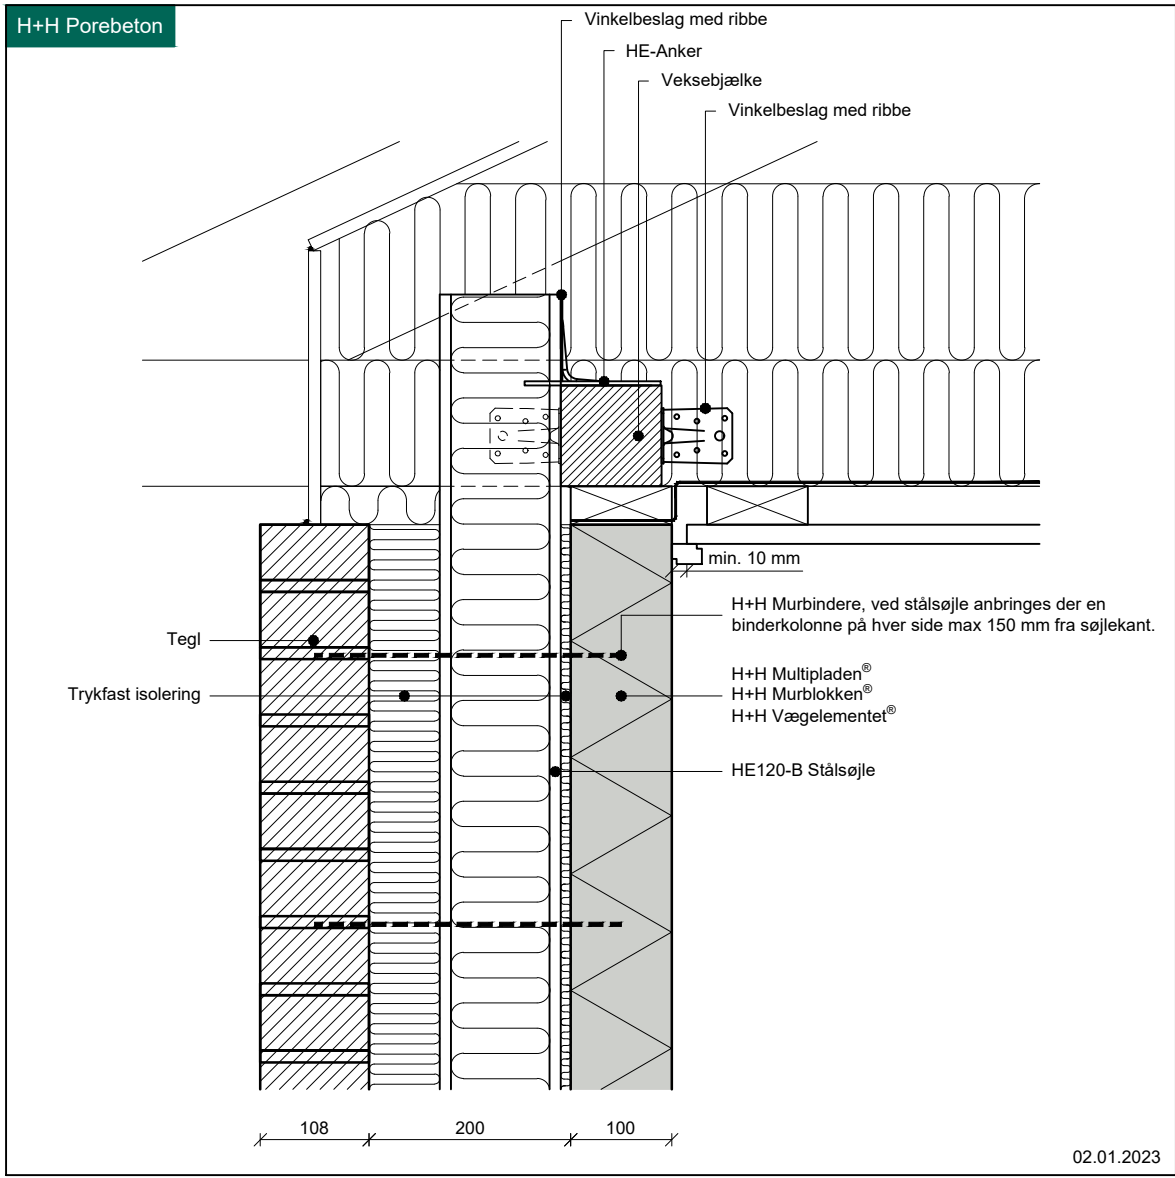 H+H Porebeton
Vinkelbeslag med ribbe
HE-Anker
Veksebjælke
Vinkelbeslag med ribbe
min. 10 mm
H+H Murbindere, ved stålsøjle anbringes der en
binderkolonne på hver side max 150 mm fra søjlekant.
Tegl
H+H Multipladen®
Trykfast isolering
H+H Murblokken®
H+H Vægelementet®
HE120-B Stålsøjle
108
200
100
02.01.2023